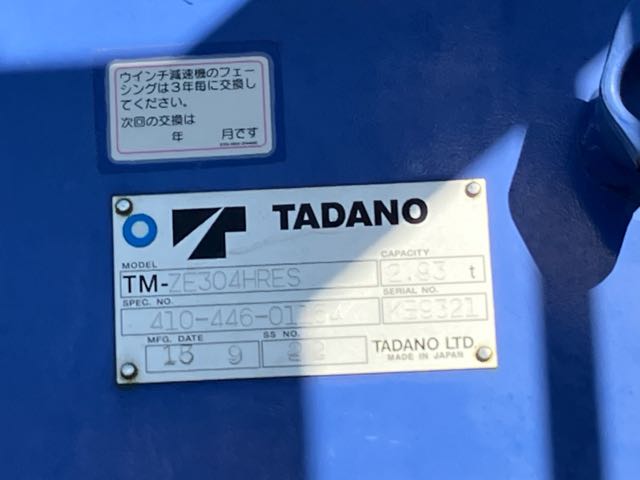 ウインチ減速機のフェー
シングは３年毎に交換し
てください。
次回の交換は
年 月です
TADANO
MODEL
TM-ZE304HRES
CAPACITY
2.93 t
SPEC. NO.
SERIAL NO.
MFG. DATE
SS NO.
TADANO LTD.
MADE IN JAPAN